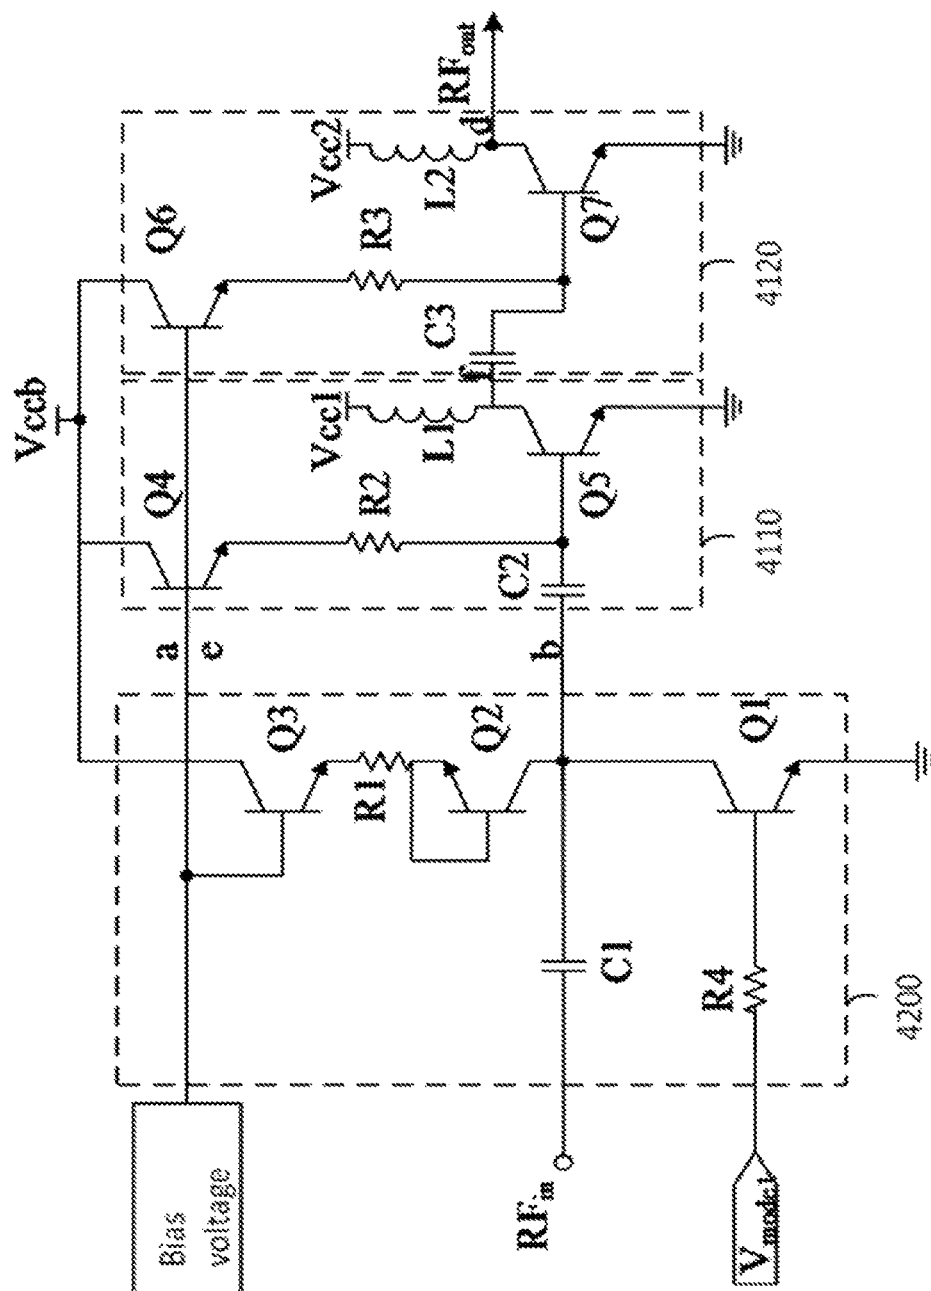 Bias
voltage
Vccb
a
c
Q3
R1
Q2
b
C1
RFin
R4
Vmode1
Q1
4200
Q4
R2
C2
Q5
Vcc1
L1
f
4110
Q6
R3
C3
Q7
Vcc2
L2
d
RFout
4120